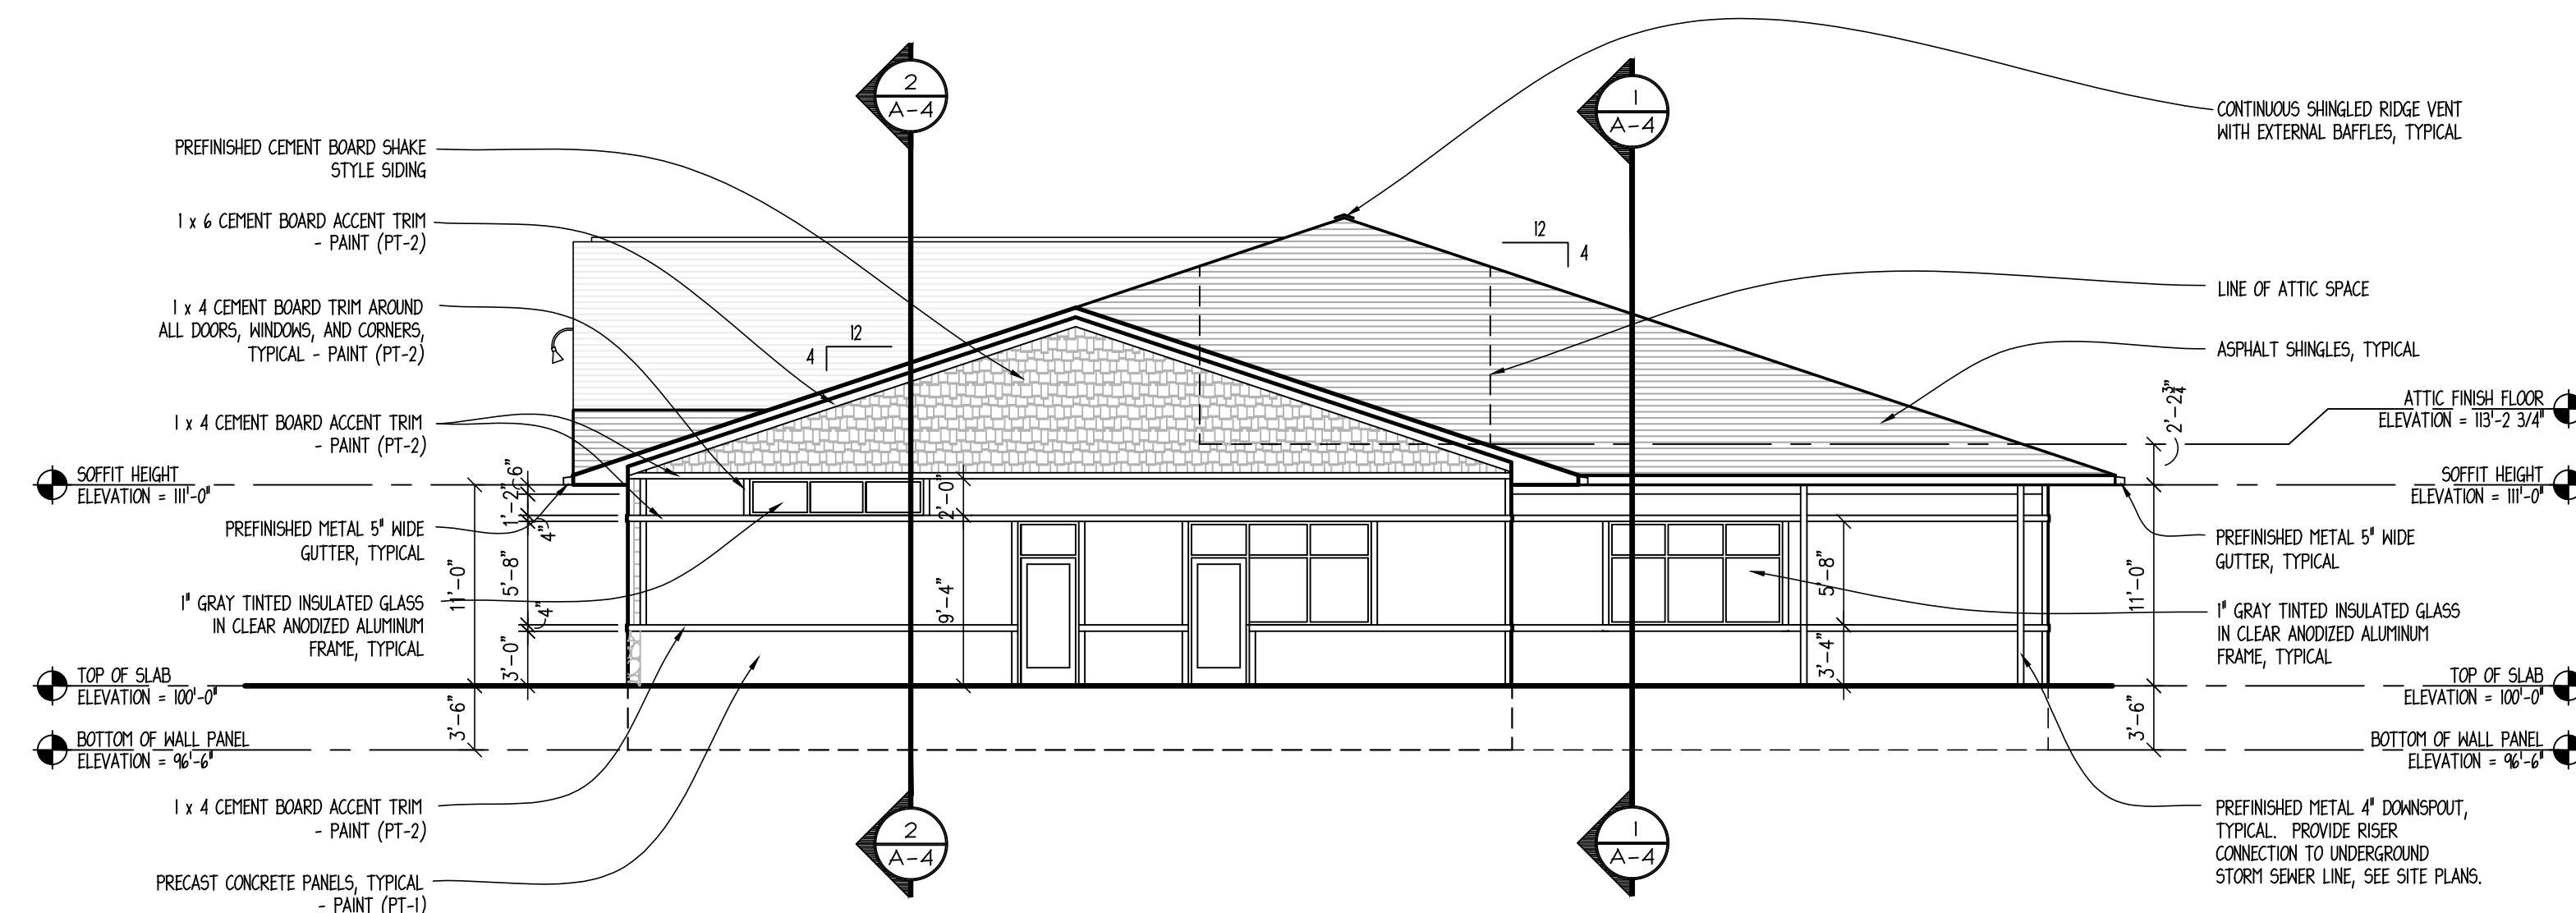 2
A-4
1
A-4
CONTINUOUS SHINGLED RIDGE VENT
WITH EXTERNAL BAFFLES, TYPICAL
PREFINISHED CEMENT BOARD SHAKE
STYLE SIDING
1 x 6 CEMENT BOARD ACCENT TRIM
- PAINT (PT-2)
12
4
LINE OF ATTIC SPACE
1 x 4 CEMENT BOARD TRIM AROUND
ALL DOORS, WINDOWS, AND CORNERS,
TYPICAL - PAINT (PT-2)
12
4
ASPHALT SHINGLES, TYPICAL
2'-2¾"
ATTIC FINISH FLOOR
ELEVATION = 113'-2 3/4"
1 x 4 CEMENT BOARD ACCENT TRIM
- PAINT (PT-2)
SOFFIT HEIGHT
ELEVATION = 111'-0"
6"
1'-2"
4"
2'-0"
SOFFIT HEIGHT
ELEVATION = 111'-0"
PREFINISHED METAL 5" WIDE
GUTTER, TYPICAL
PREFINISHED METAL 5" WIDE
GUTTER, TYPICAL
11'-0"
5'-8"
4"
9'-4"
5'-8"
11'-0"
1" GRAY TINTED INSULATED GLASS
IN CLEAR ANODIZED ALUMINUM
FRAME, TYPICAL
1" GRAY TINTED INSULATED GLASS
IN CLEAR ANODIZED ALUMINUM
FRAME, TYPICAL
3'-0"
3'-4"
TOP OF SLAB
ELEVATION = 100'-0"
TOP OF SLAB
ELEVATION = 100'-0"
3'-6"
3'-6"
BOTTOM OF WALL PANEL
ELEVATION = 96'-6"
BOTTOM OF WALL PANEL
ELEVATION = 96'-6"
1 x 4 CEMENT BOARD ACCENT TRIM
- PAINT (PT-2)
2
A-4
1
A-4
PREFINISHED METAL 4" DOWNSPOUT,
TYPICAL. PROVIDE RISER
CONNECTION TO UNDERGROUND
STORM SEWER LINE, SEE SITE PLANS.
PRECAST CONCRETE PANELS, TYPICAL
- PAINT (PT-1)